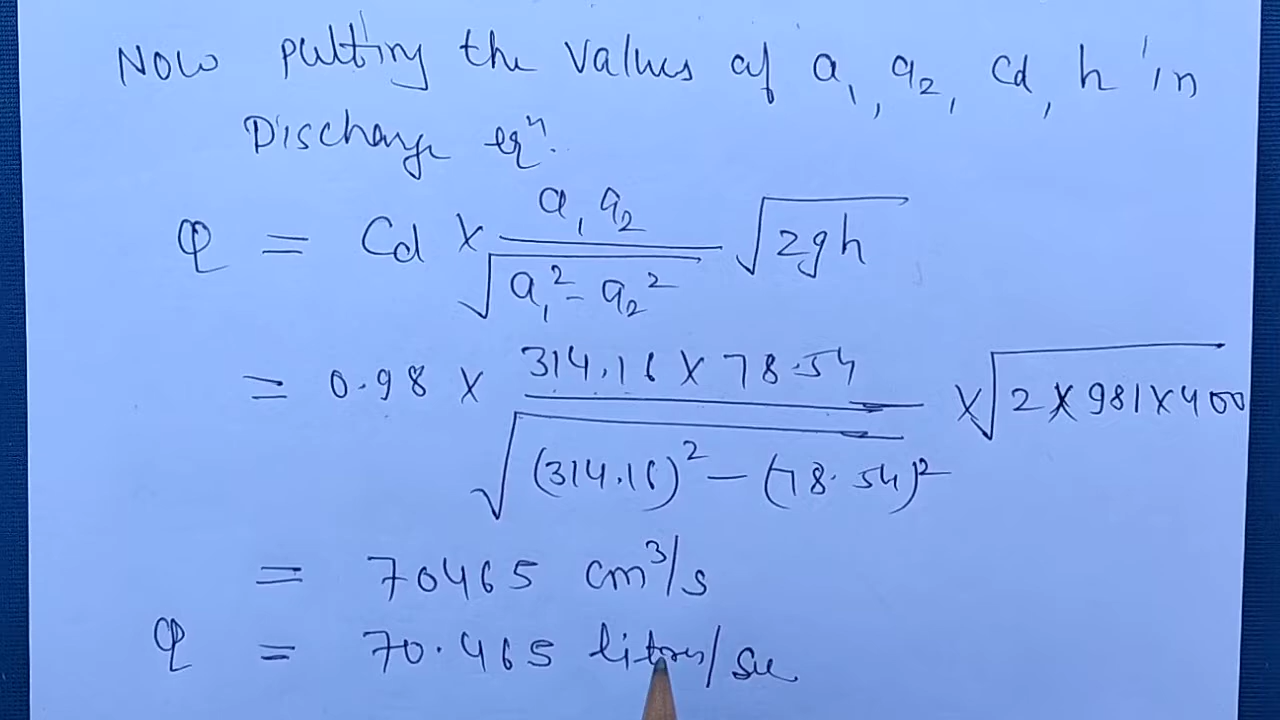 Now putting the values of a₁, a₂, Cd, h in
Discharge eqⁿ.
Q = Cd × a₁ a₂ / √(a₁² - a₂²) √(2gh)
= 0.98 × 314.16 × 78.54 / √((314.16)² - (78.54)²) × √(2 × 981 × 400)
= 70465 cm³/s
Q = 70.465 litres/sec